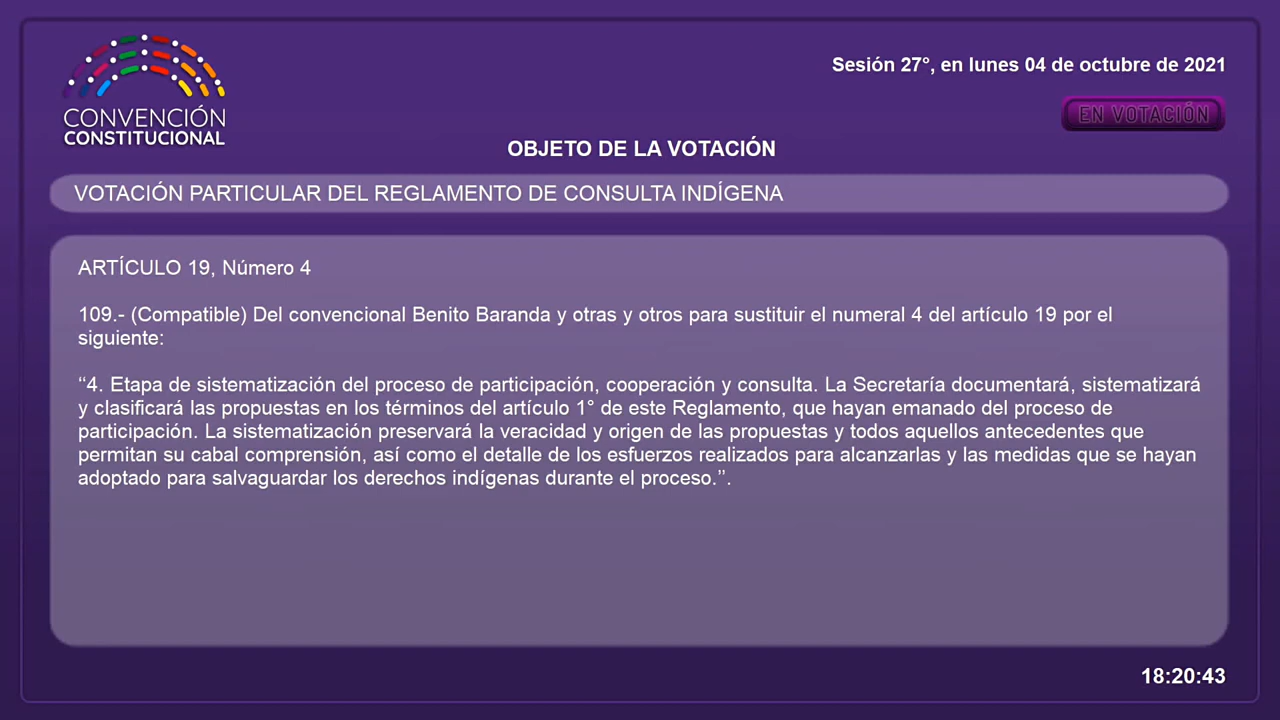 CONVENCIÓN
CONSTITUCIONAL
Sesión 27°, en lunes 04 de octubre de 2021
EN VOTACIÓN
OBJETO DE LA VOTACIÓN
VOTACIÓN PARTICULAR DEL REGLAMENTO DE CONSULTA INDÍGENA
ARTÍCULO 19, Número 4
109.- (Compatible) Del convencional Benito Baranda y otras y otros para sustituir el numeral 4 del artículo 19 por el
siguiente:
“4. Etapa de sistematización del proceso de participación, cooperación y consulta. La Secretaría documentará, sistematizará
y clasificará las propuestas en los términos del artículo 1° de este Reglamento, que hayan emanado del proceso de
participación. La sistematización preservará la veracidad y origen de las propuestas y todos aquellos antecedentes que
permitan su cabal comprensión, así como el detalle de los esfuerzos realizados para alcanzarlas y las medidas que se hayan
adoptado para salvaguardar los derechos indígenas durante el proceso.”.
18:20:43